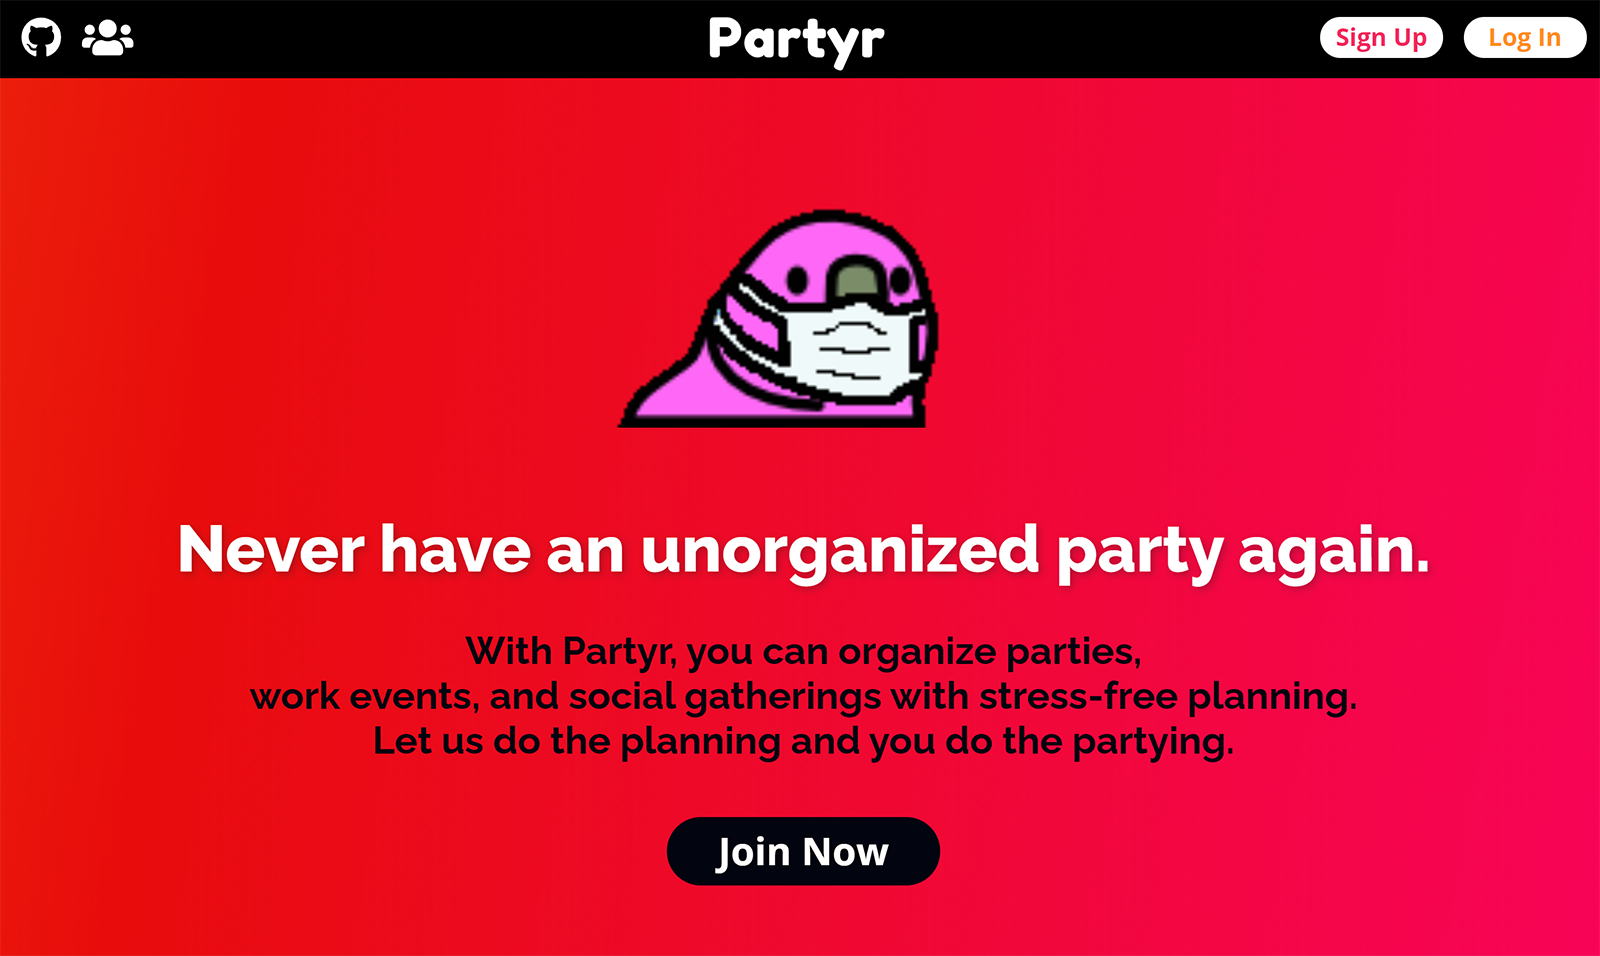 Partyr
Sign Up
Log In
Never have an unorganized party again.
With Partyr, you can organize parties,
work events, and social gatherings with stress-free planning.
Let us do the planning and you do the partying.
Join Now